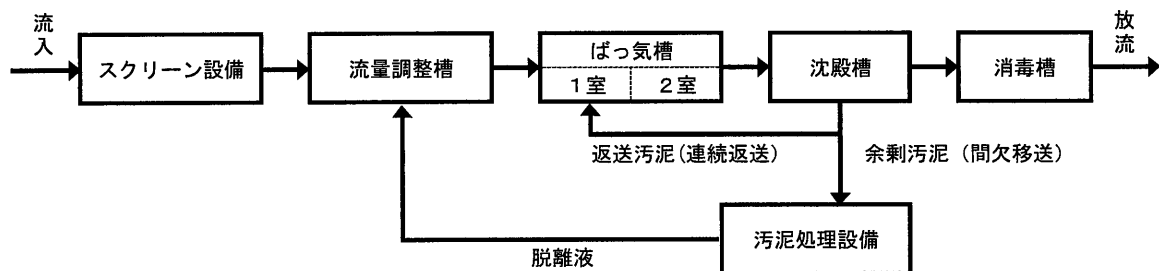 流入
スクリーン設備
流量調整槽
ばっ気槽
1室
2室
沈殿槽
消毒槽
放流
返送汚泥(連続返送)
余剰汚泥(間欠移送)
汚泥処理設備
脱離液